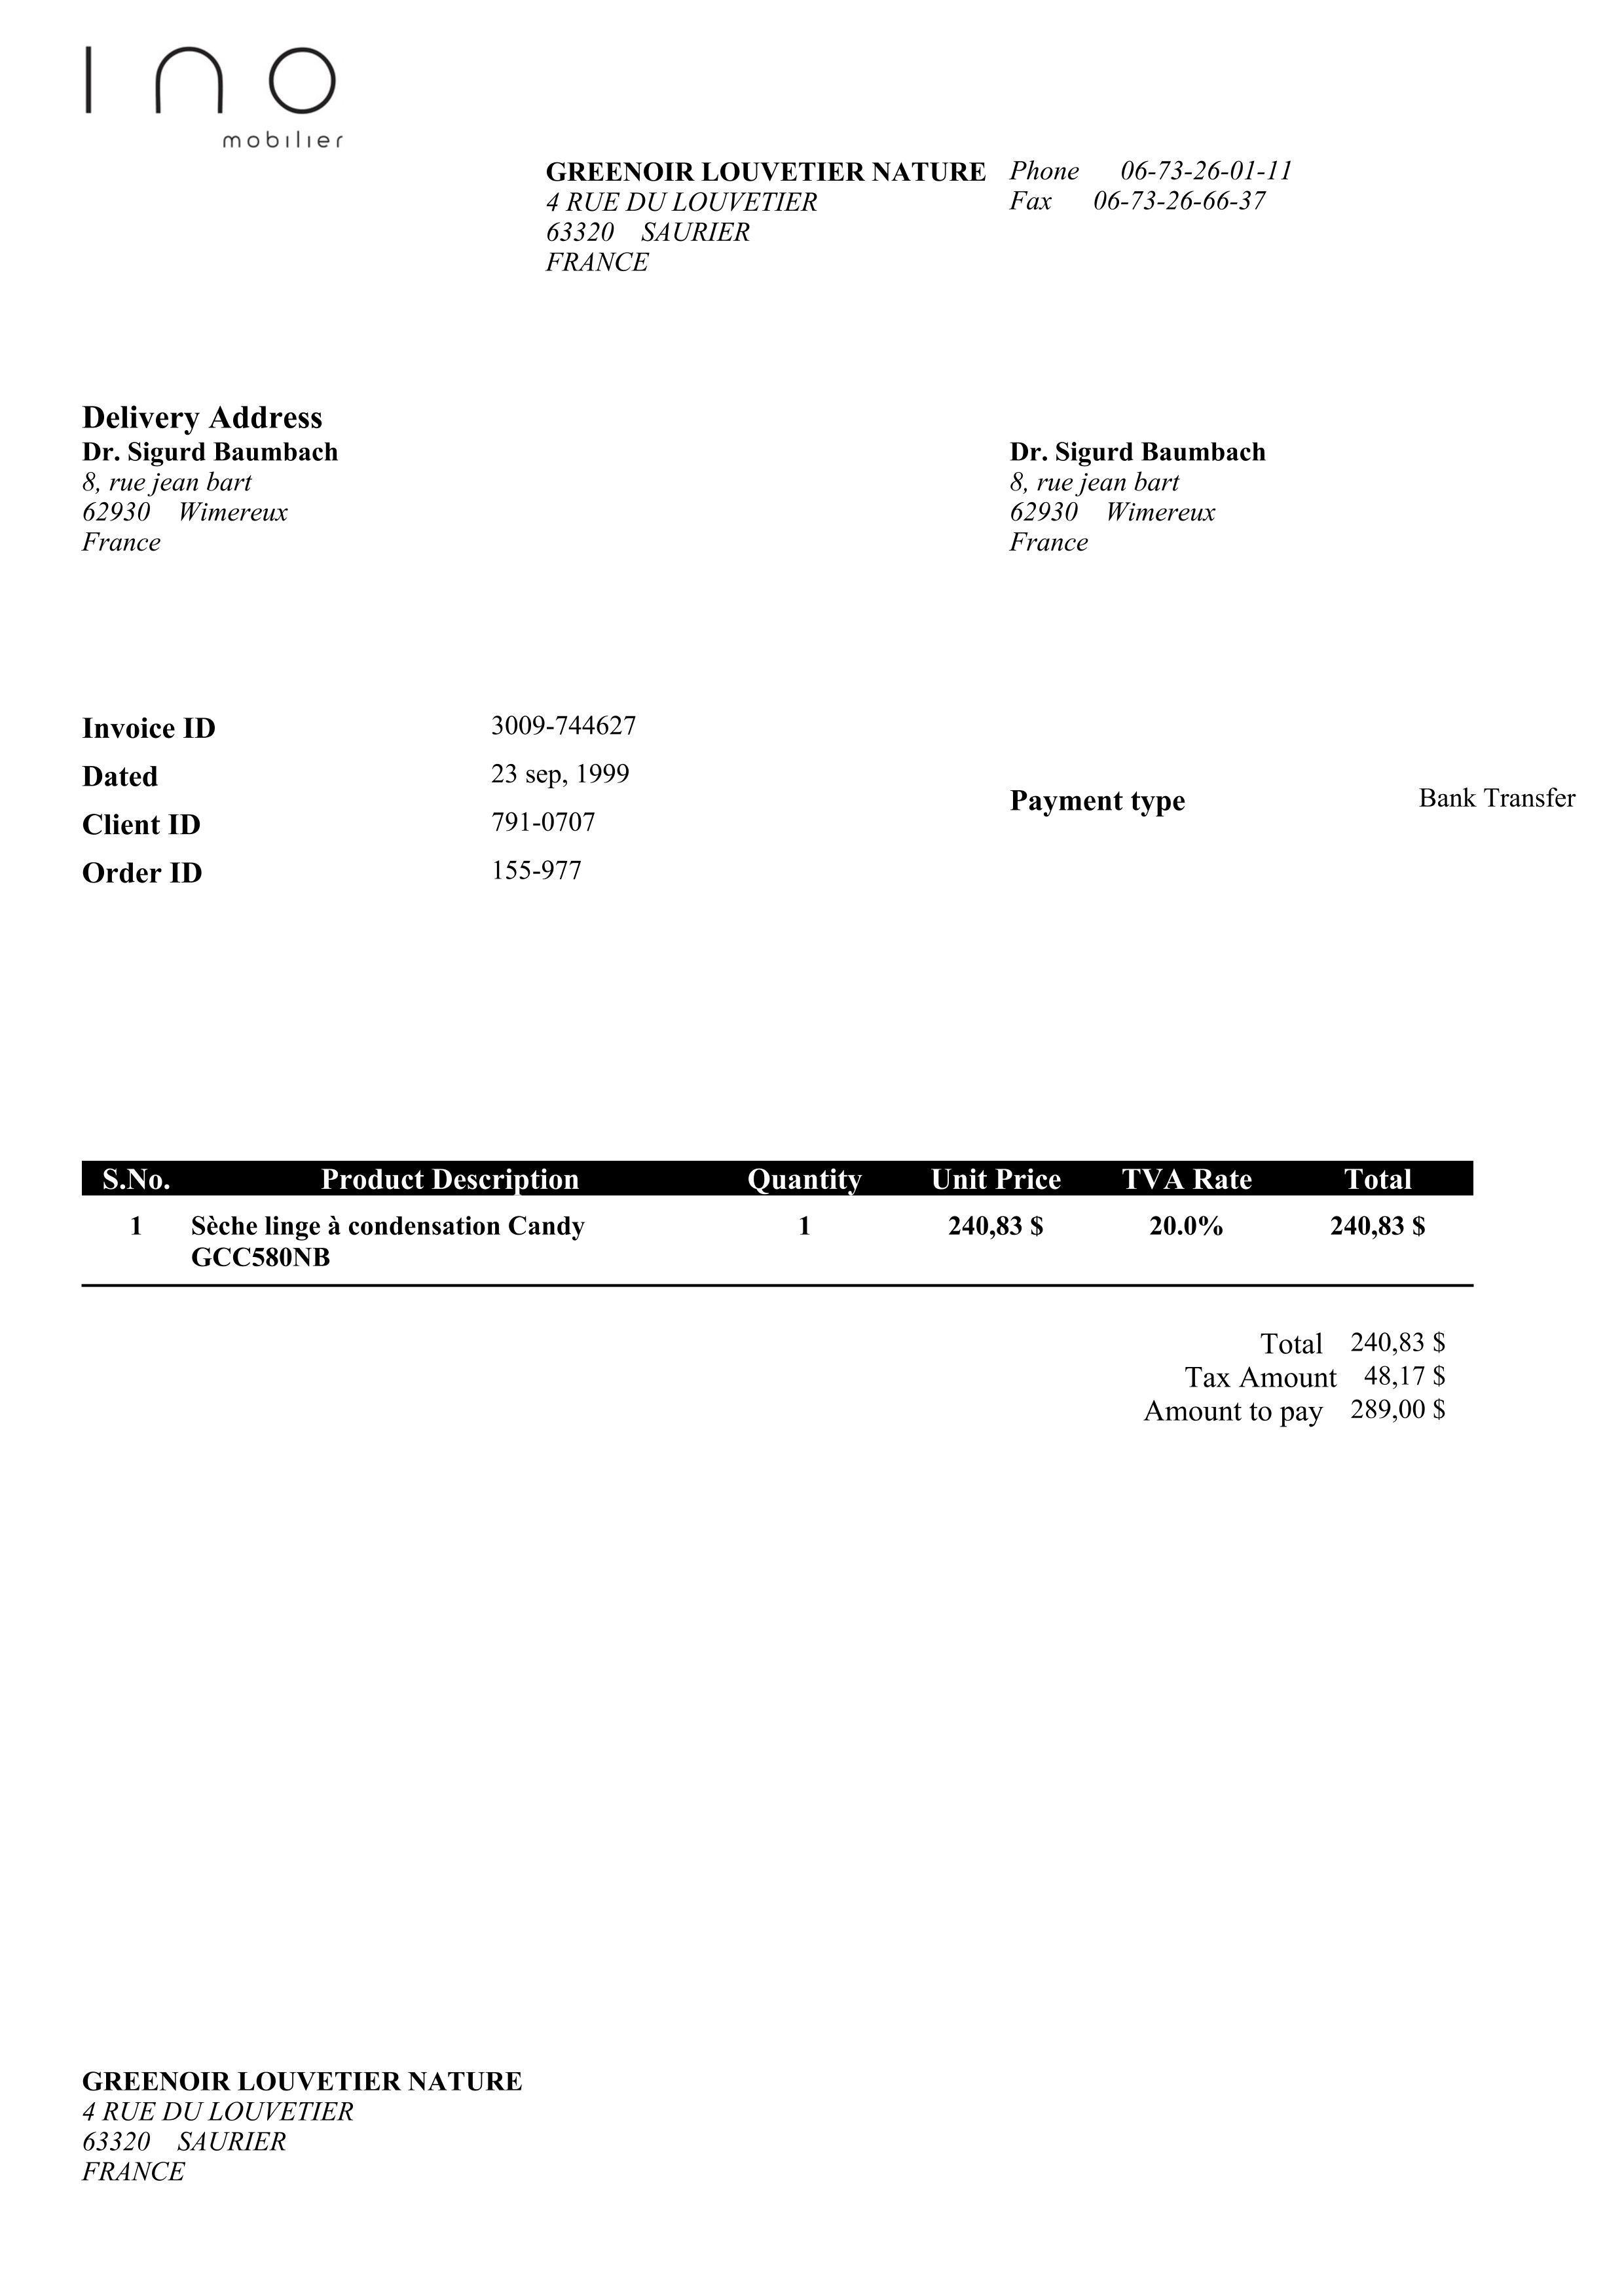 Ino
mobilier
GREENOIR LOUVETIER NATURE Phone 06-73-26-01-11
4 RUE DU LOUVETIER Fax 06-73-26-66-37
63320 SAURIER
FRANCE
Delivery Address
Dr. Sigurd Baumbach Dr. Sigurd Baumbach
8, rue jean bart 8, rue jean bart
62930 Wimereux 62930 Wimereux
France France
Invoice ID 3009-744627
Dated 23 sep, 1999
Payment type Bank Transfer
Client ID 791-0707
Order ID 155-977
S.No. Product Description Quantity Unit Price TVA Rate Total
1 Sèche linge à condensation Candy 1 240,83 $ 20.0% 240,83 $
GCC580NB
Total 240,83 $
Tax Amount 48,17 $
Amount to pay 289,00 $
GREENOIR LOUVETIER NATURE
4 RUE DU LOUVETIER
63320 SAURIER
FRANCE